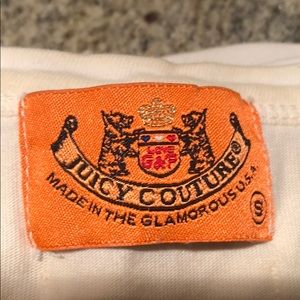 LOVE
G&P
JUICY COUTURE®
MADE IN THE GLAMOROUS U.S.A.
S